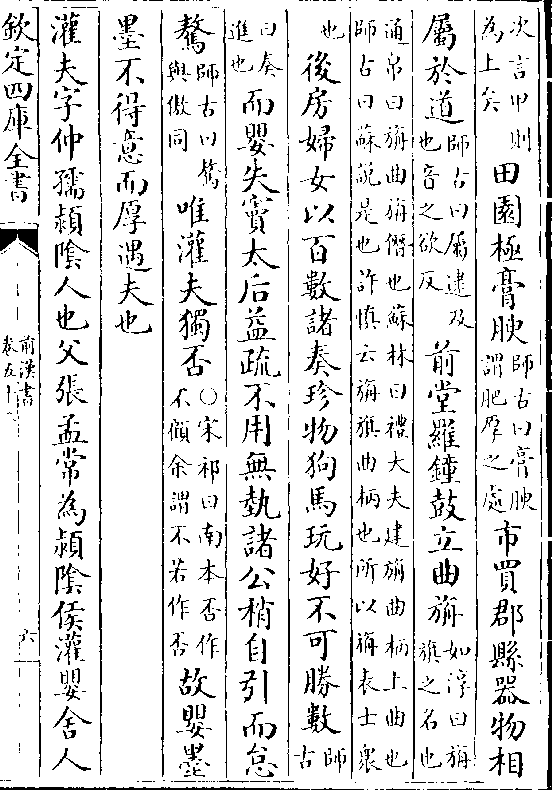 次言甲則為上矣田園極膏腴師古曰膏腴謂肥厚之處市買郡縣器物相
屬於道師古曰屬逮及也音之欲反前堂羅鐘鼓立曲旃如淳曰旃旗之名也
通帛曰旃曲旃僭也蘇林曰禮大夫建旃曲柄上曲也
師古曰蘇說是也許慎云旃旗曲柄也所以旃表士衆
也後房婦女以百數諸奏珍物狗馬玩好不可勝數師古
曰奏進也而嬰失竇太后益疏不用無埶諸公稍自引而怠
驁師古曰驁與傲同唯灌夫獨否○宋祁曰南本否作不傾余謂不若作否故嬰墨
墨不得意而厚遇夫也
灌夫字仲孺潁陰人也父張孟常為潁陰侯灌嬰舍人
欽定四庫全書
前漢書
卷五十
六